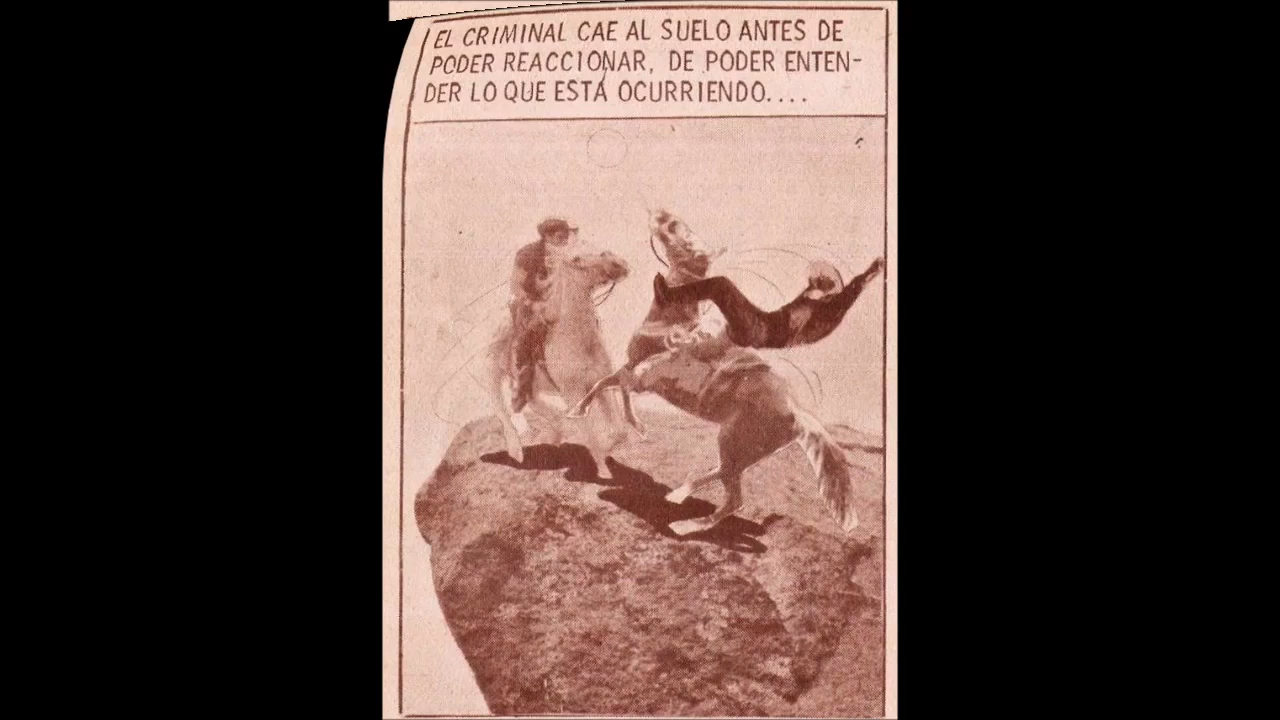 EL CRIMINAL CAE AL SUELO ANTES DE
PODER REACCIONAR, DE PODER ENTEN-
DER LO QUE ESTÁ OCURRIENDO....